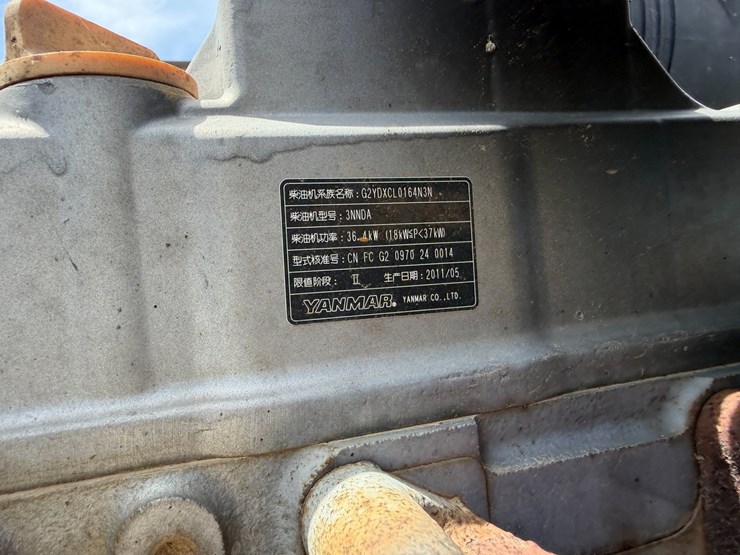 柴油机系族名称：G2YDXCL0164N3N
柴油机型号：3NNDA
柴油机功率：36.4kW (18kW≤P<37kW)
型式核准号：CN FC G2 0970 24 0014
限值阶段： Ⅱ 生产日期：2011/05
YANMAR® YANMAR CO.,LTD.